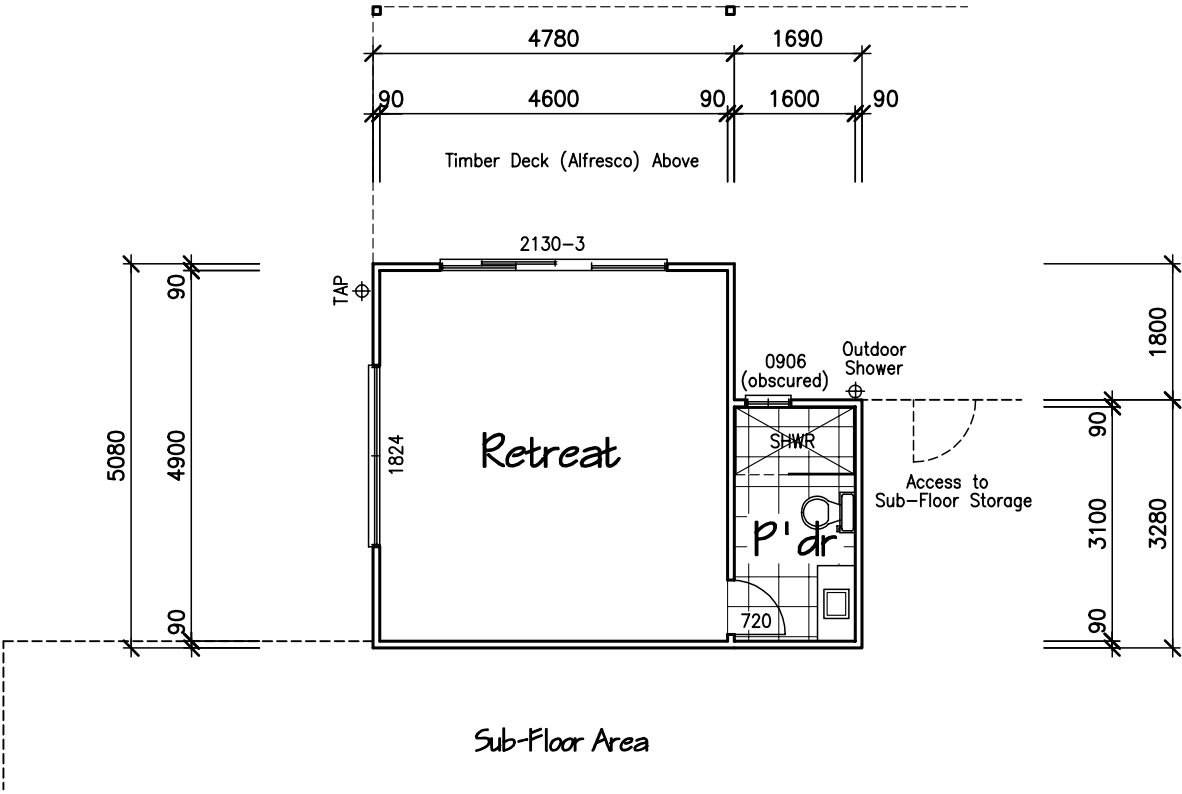 4780
1690
90
4600
90
1600
90
Timber Deck (Alfresco) Above
2130-3
90
TAP
1800
Outdoor
Shower
0906
(obscured)
5080
4900
1824
Retreat
SHWR
90
Access to
Sub-Floor Storage
3100
3280
P'dr
90
720
90
Sub-Floor Area